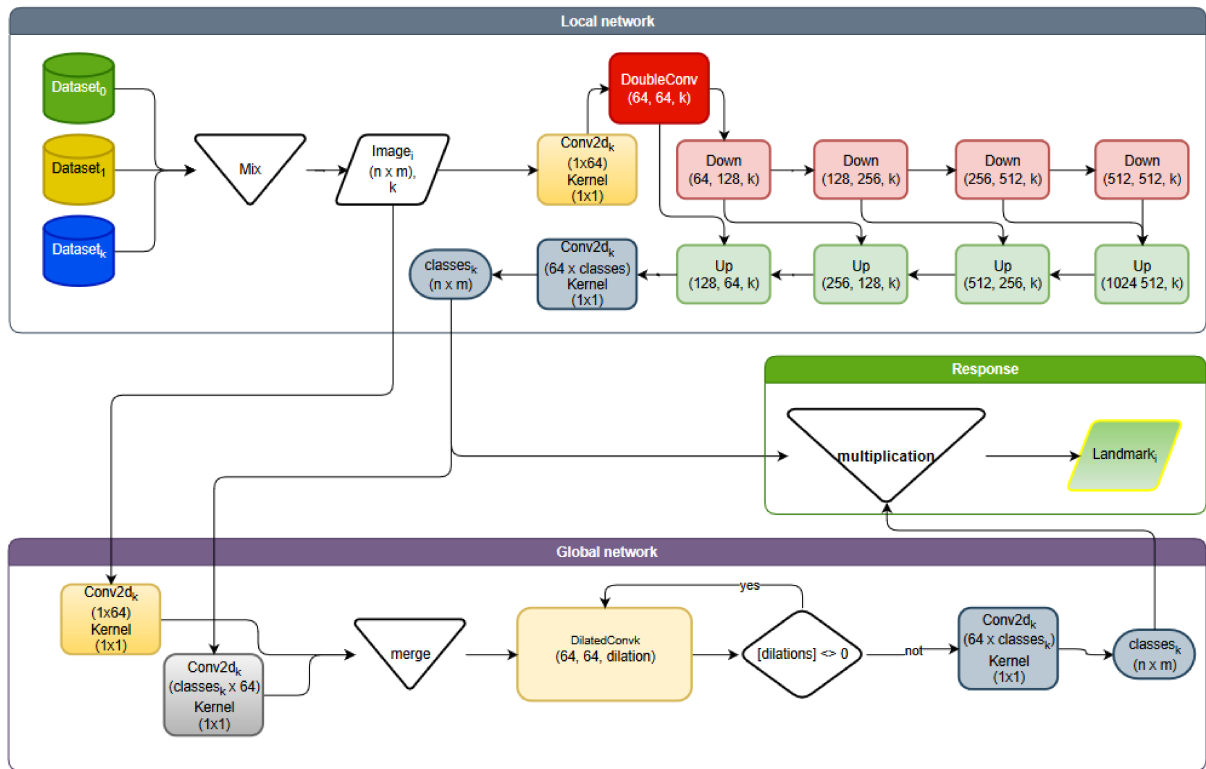 Local network
Dataset₀
Dataset₁
Datasetₖ
Mix
Imageᵢ
(n x m),
k
Conv2dₖ
(1x64)
Kernel
(1x1)
DoubleConv
(64, 64, k)
Down
(64, 128, k)
Down
(128, 256, k)
Down
(256, 512, k)
Down
(512, 512, k)
classesₖ
(n x m)
Conv2dₖ
(64 x classes)
Kernel
(1x1)
Up
(128, 64, k)
Up
(256, 128, k)
Up
(512, 256, k)
Up
(1024 512, k)
Response
multiplication
Landmarkᵢ
Global network
Conv2dₖ
(1x64)
Kernel
(1x1)
Conv2dₖ
(classesₖ x 64)
Kernel
(1x1)
merge
DilatedConvk
(64, 64, dilation)
yes
[dilations] <> 0
not
Conv2dₖ
(64 x classesₖ)
Kernel
(1x1)
classesₖ
(n x m)